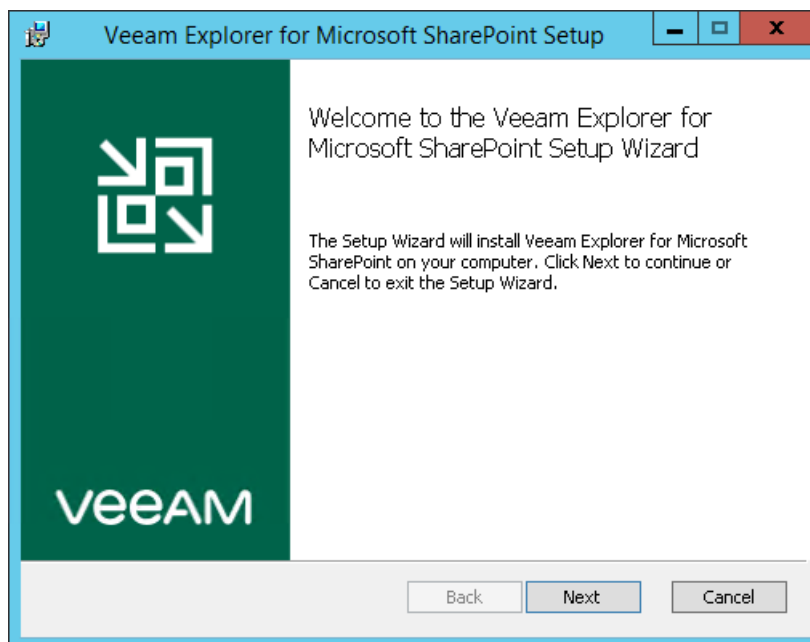 Veeam Explorer for Microsoft SharePoint Setup
Welcome to the Veeam Explorer for
Microsoft SharePoint Setup Wizard
The Setup Wizard will install Veeam Explorer for Microsoft
SharePoint on your computer. Click Next to continue or
Cancel to exit the Setup Wizard.
veeAM
Back Next Cancel